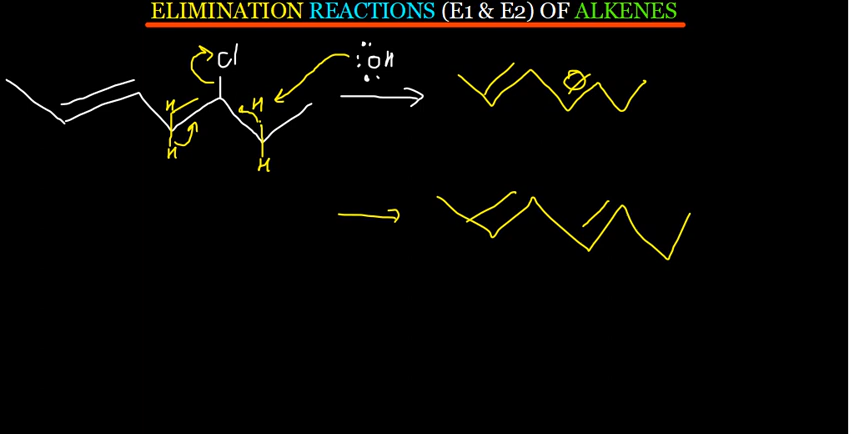 ELIMINATION REACTIONS (E1 & E2) OF ALKENES
Cl
:OH
H
H
H
H